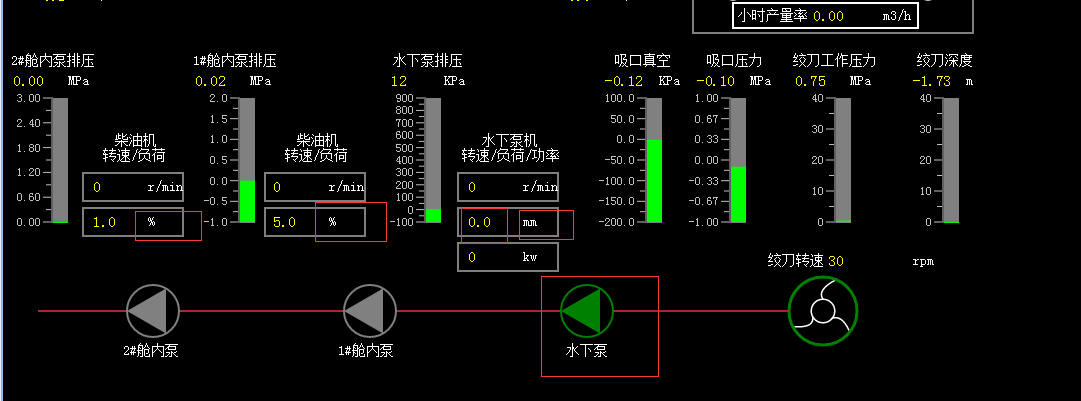 小时产量率 0.00 m3/h
2#舱内泵排压
0.00 MPa
3.00
2.40
1.80
1.20
0.60
0.00
柴油机
转速/负荷
0 r/min
1.0 %
1#舱内泵排压
0.02 MPa
2.0
1.5
1.0
0.5
0.0
-0.5
-1.0
柴油机
转速/负荷
0 r/min
5.0 %
水下泵排压
12 KPa
900
800
700
600
500
400
300
200
100
0
-100
水下泵机
转速/负荷/功率
0 r/min
0.0 mm
0 kw
吸口真空
-0.12 KPa
100.0
50.0
0.0
-50.0
-100.0
-150.0
-200.0
吸口压力
-0.10 MPa
1.00
0.67
0.33
0.00
-0.33
-0.67
-1.00
绞刀工作压力
0.75 MPa
40
30
20
10
0
绞刀深度
-1.73 m
40
30
20
10
0
绞刀转速 30 rpm
2#舱内泵
1#舱内泵
水下泵